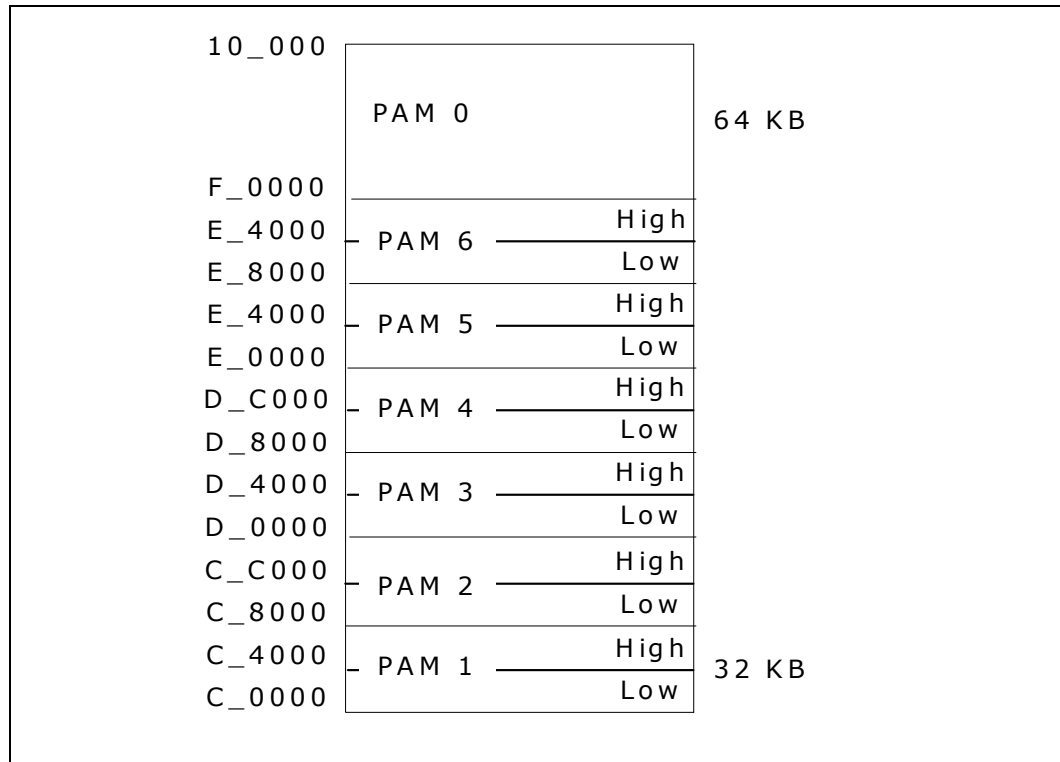 10_000
PAM 0
64 KB
F_0000
High
E_4000
PAM 6
Low
E_8000
High
E_4000
PAM 5
Low
E_0000
High
D_C000
PAM 4
Low
D_8000
High
D_4000
PAM 3
Low
D_0000
High
C_C000
PAM 2
Low
C_8000
High
C_4000
PAM 1
32 KB
Low
C_0000